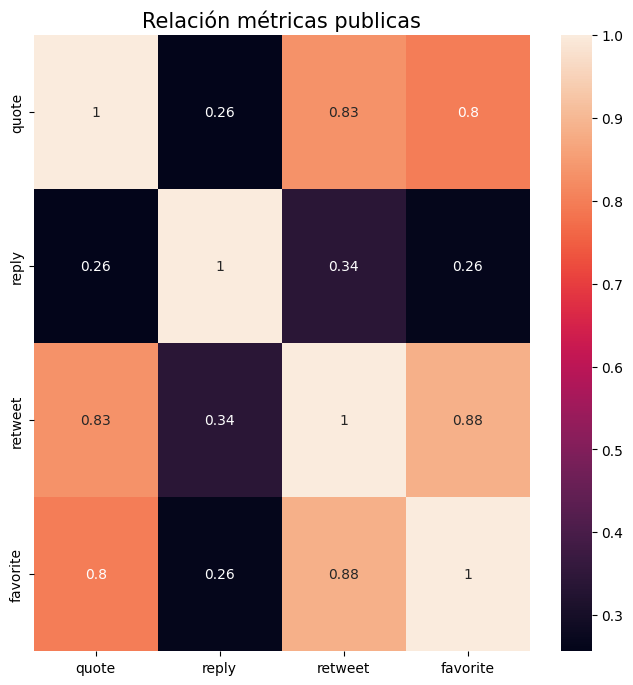 Relación métricas publicas
quote 1 0.26 0.83 0.8
reply 0.26 1 0.34 0.26
retweet 0.83 0.34 1 0.88
favorite 0.8 0.26 0.88 1
quote reply retweet favorite
1.0
0.9
0.8
0.7
0.6
0.5
0.4
0.3